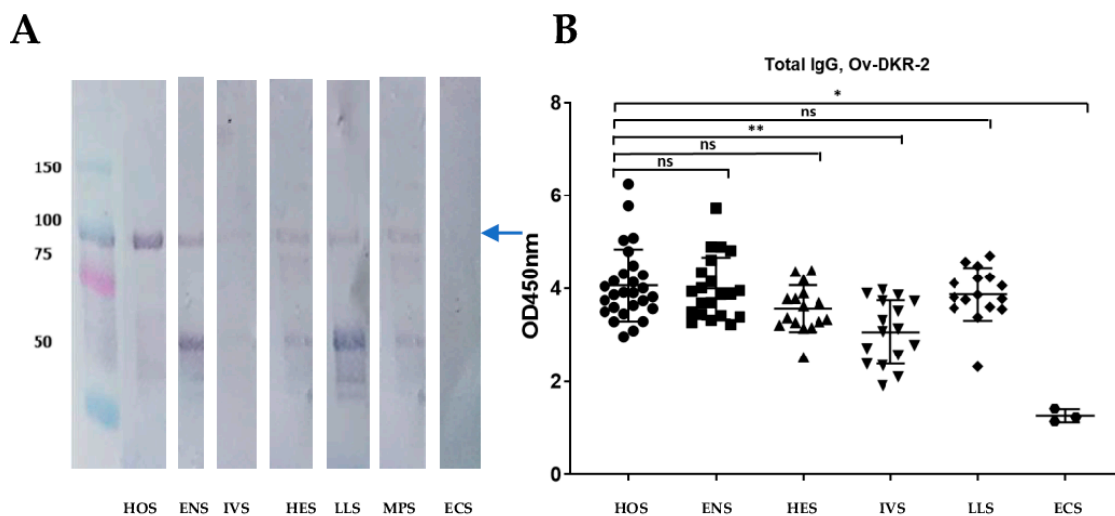 A
150
100
75
50
HOS ENS IVS HES LLS MPS ECS
B
Total IgG, Ov-DKR-2
*
ns
**
ns
ns
OD450nm
8
6
4
2
0
HOS ENS HES IVS LLS ECS